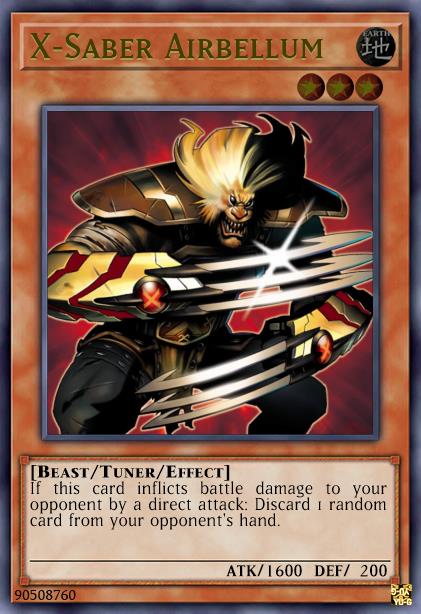 X-Saber Airbellum
EARTH
地
[Beast/Tuner/Effect]
If this card inflicts battle damage to your
opponent by a direct attack: Discard 1 random
card from your opponent's hand.
ATK/1600 DEF/ 200
90508760